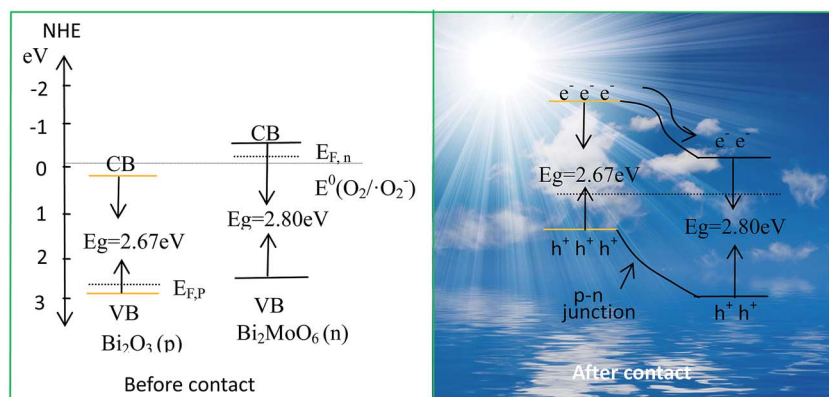 NHE
eV
-2
-1
0
1
2
3
CB
Eg=2.67eV
E_F,P
VB
Bi₂O₃(p)
CB
E_F, n
E⁰(O₂/·O₂⁻)
Eg=2.80eV
VB
Bi₂MoO₆(n)
Before contact
e⁻ e⁻ e⁻
e⁻ e⁻
Eg=2.67eV
Eg=2.80eV
h⁺ h⁺ h⁺
p-n
junction
h⁺ h⁺
After contact